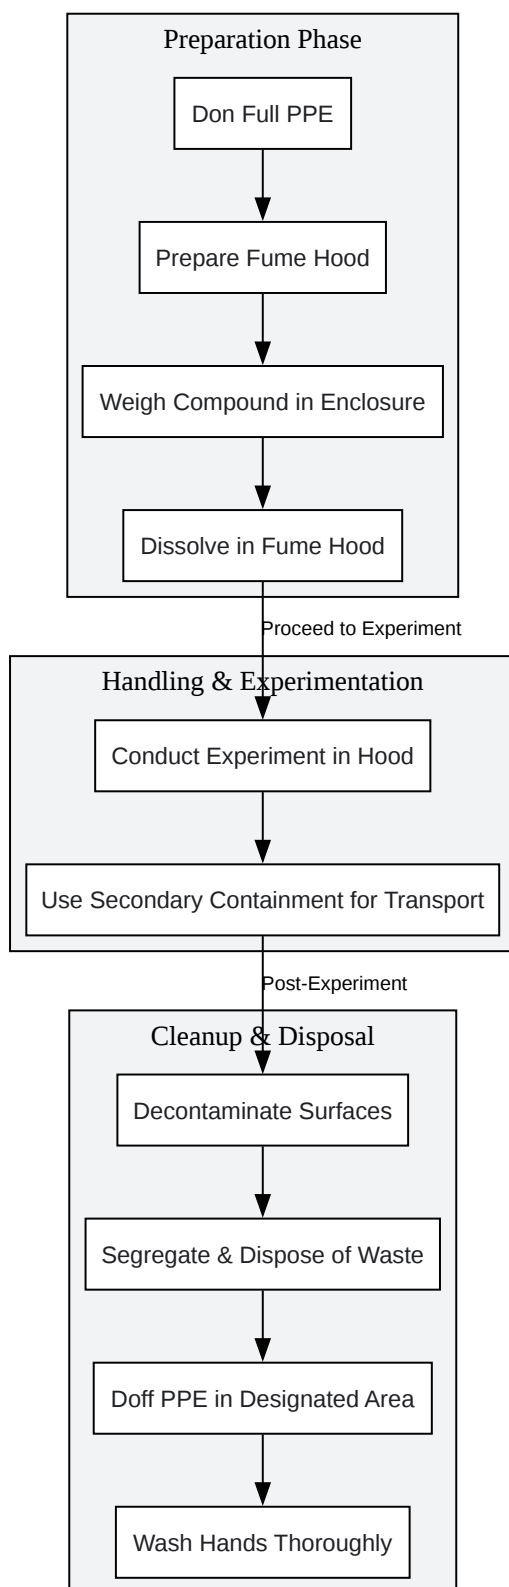 Preparation Phase
Don Full PPE
Prepare Fume Hood
Weigh Compound in Enclosure
Dissolve in Fume Hood
Proceed to Experiment
Handling & Experimentation
Conduct Experiment in Hood
Use Secondary Containment for Transport
Post-Experiment
Cleanup & Disposal
Decontaminate Surfaces
Segregate & Dispose of Waste
Doff PPE in Designated Area
Wash Hands Thoroughly